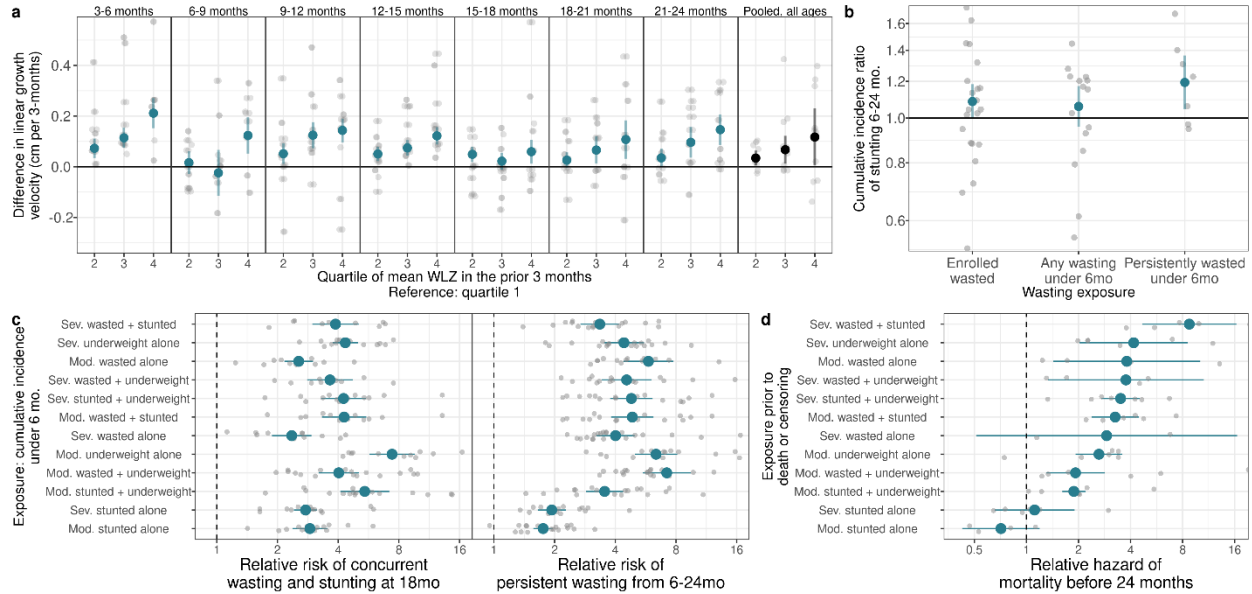 a
3-6 months 6-9 months 9-12 months 12-15 months 15-18 months 18-21 months 21-24 months Pooled, all ages
Difference in linear growth
velocity (cm per 3-months)
0.4
0.2
0.0
-0.2
2 3 4 2 3 4 2 3 4 2 3 4 2 3 4 2 3 4 2 3 4 2 3 4
Quartile of mean WLZ in the prior 3 months
Reference: quartile 1
b
Cumulative incidence ratio
of stunting 6-24 mo.
1.6
1.4
1.2
1.0
0.8
0.6
Enrolled
wasted
Any wasting
under 6mo
Persistently wasted
under 6mo
Wasting exposure
c
Exposure: cumulative incidence*
under 6 mo.
Sev. wasted + stunted
Sev. underweight alone
Mod. wasted alone
Sev. wasted + underweight
Sev. stunted + underweight
Mod. wasted + stunted
Sev. wasted alone
Mod. underweight alone
Mod. wasted + underweight
Mod. stunted + underweight
Sev. stunted alone
Mod. stunted alone
1 2 4 8 16
Relative risk of concurrent
wasting and stunting at 18mo
1 2 4 8 16
Relative risk of
persistent wasting from 6-24mo
d
Exposure prior to
death or censoring
Sev. wasted + stunted
Sev. underweight alone
Mod. wasted alone
Sev. wasted + underweight
Sev. stunted + underweight
Mod. wasted + stunted
Sev. wasted alone
Mod. underweight alone
Mod. wasted + underweight
Mod. stunted + underweight
Sev. stunted alone
Mod. stunted alone
0.5 1 2 4 8 16
Relative hazard of
mortality before 24 months